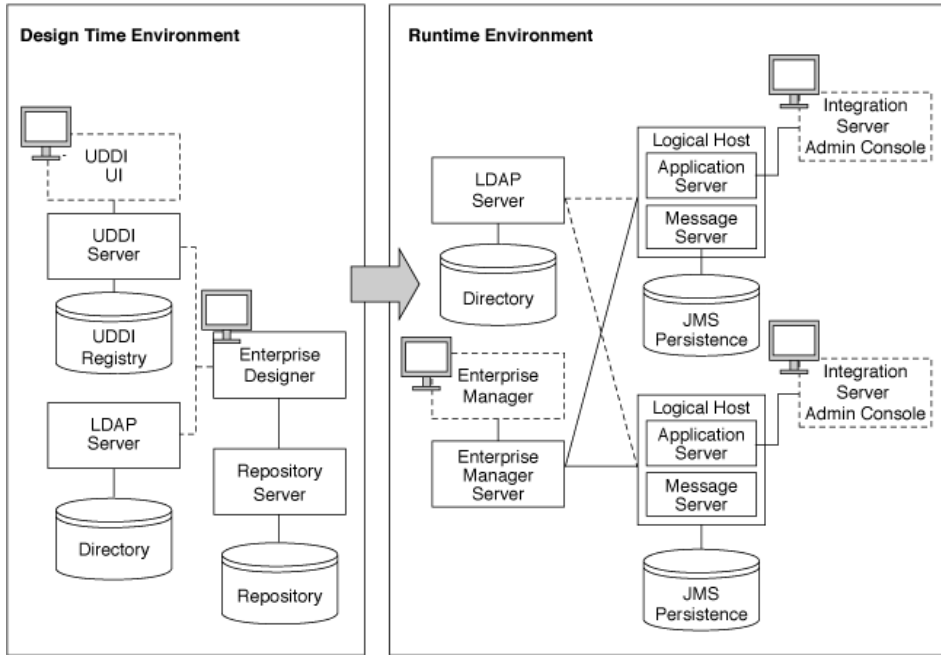 Design Time Environment
UDDI
UI
UDDI
Server
UDDI
Registry
LDAP
Server
Directory
Enterprise
Designer
Repository
Server
Repository
Runtime Environment
LDAP
Server
Directory
Enterprise
Manager
Enterprise
Manager
Server
Logical Host
Application
Server
Message
Server
JMS
Persistence
Integration
Server
Admin Console
Logical Host
Application
Server
Message
Server
JMS
Persistence
Integration
Server
Admin Console